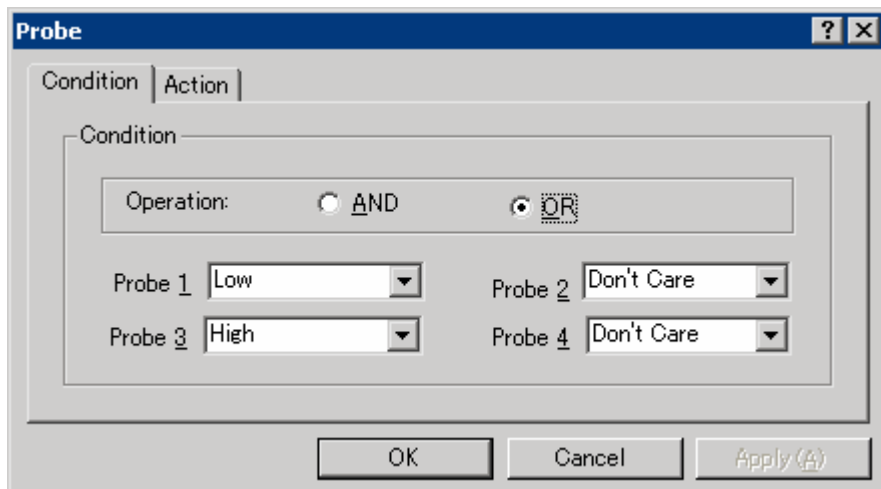 Probe
Condition Action
Condition
Operation: AND OR
Probe 1 Low Probe 2 Don't Care
Probe 3 High Probe 4 Don't Care
OK Cancel Apply(A)